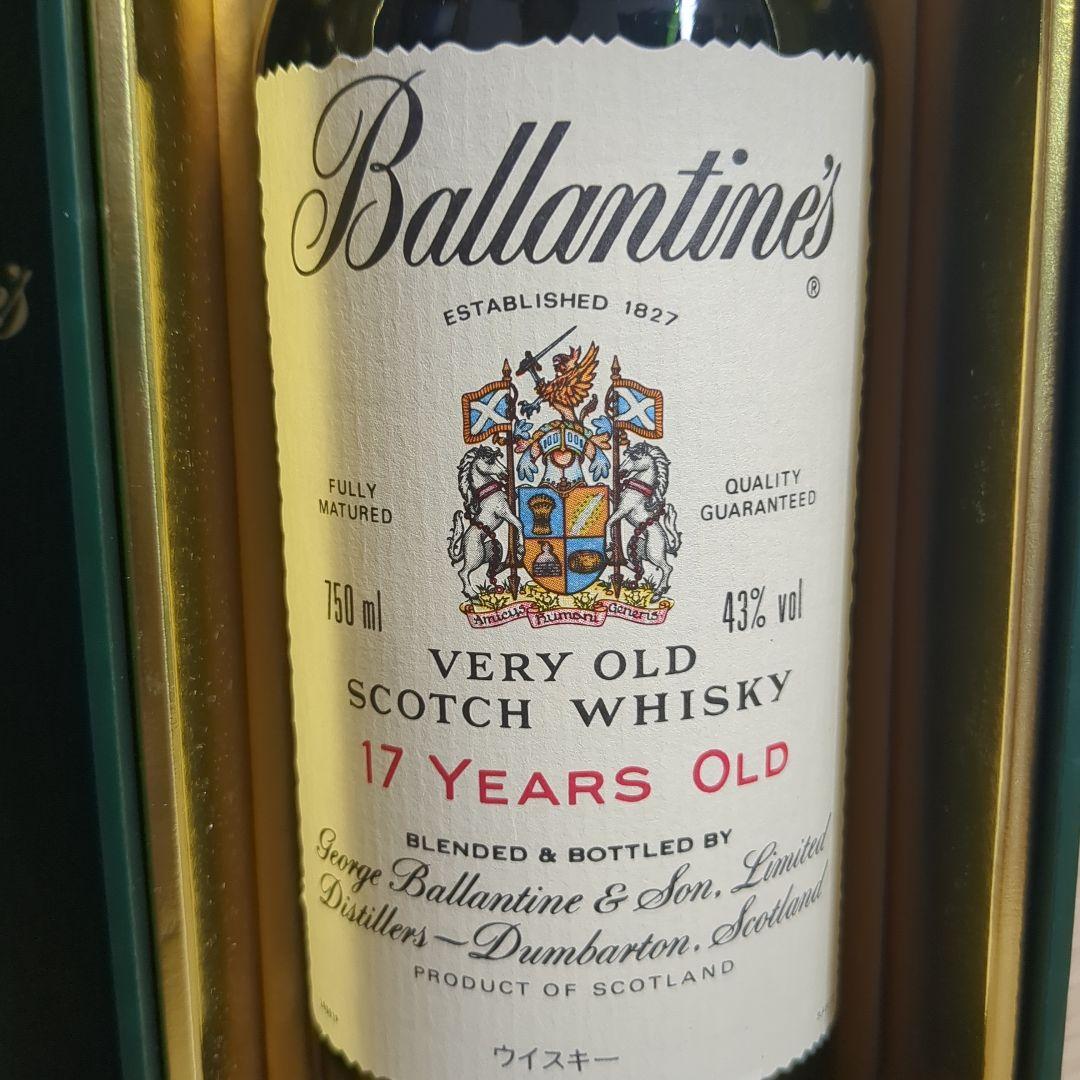 Ballantine's
®
ESTABLISHED 1827
FULLY
MATURED
QUALITY
GUARANTEED
750 ml
43% vol
Amicus Humani Generis
VERY OLD
SCOTCH WHISKY
17 YEARS OLD
BLENDED & BOTTLED BY
George Ballantine & Son, Limited
Distillers – Dumbarton, Scotland
PRODUCT OF SCOTLAND
ウイスキー